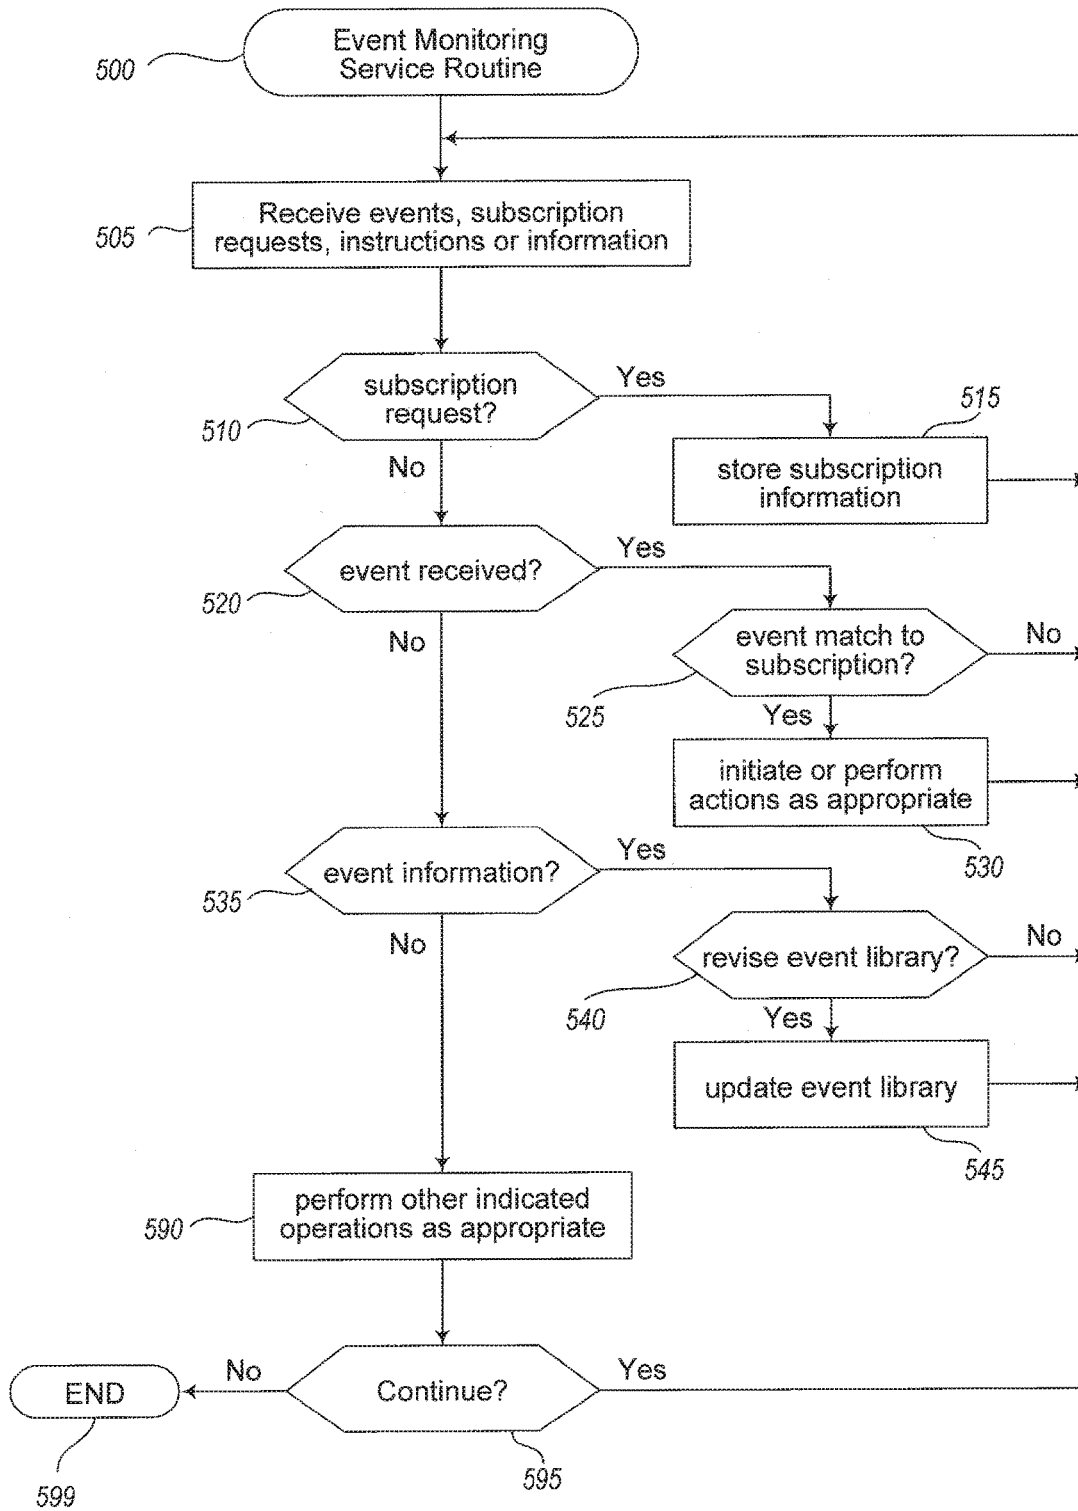 500
Event Monitoring
Service Routine
505
Receive events, subscription
requests, instructions or information
510
subscription
request?
Yes
No
515
store subscription
information
520
event received?
Yes
No
525
event match to
subscription?
No
Yes
initiate or perform
actions as appropriate
530
535
event information?
Yes
No
540
revise event library?
No
Yes
update event library
545
590
perform other indicated
operations as appropriate
END
599
No
Continue?
Yes
595